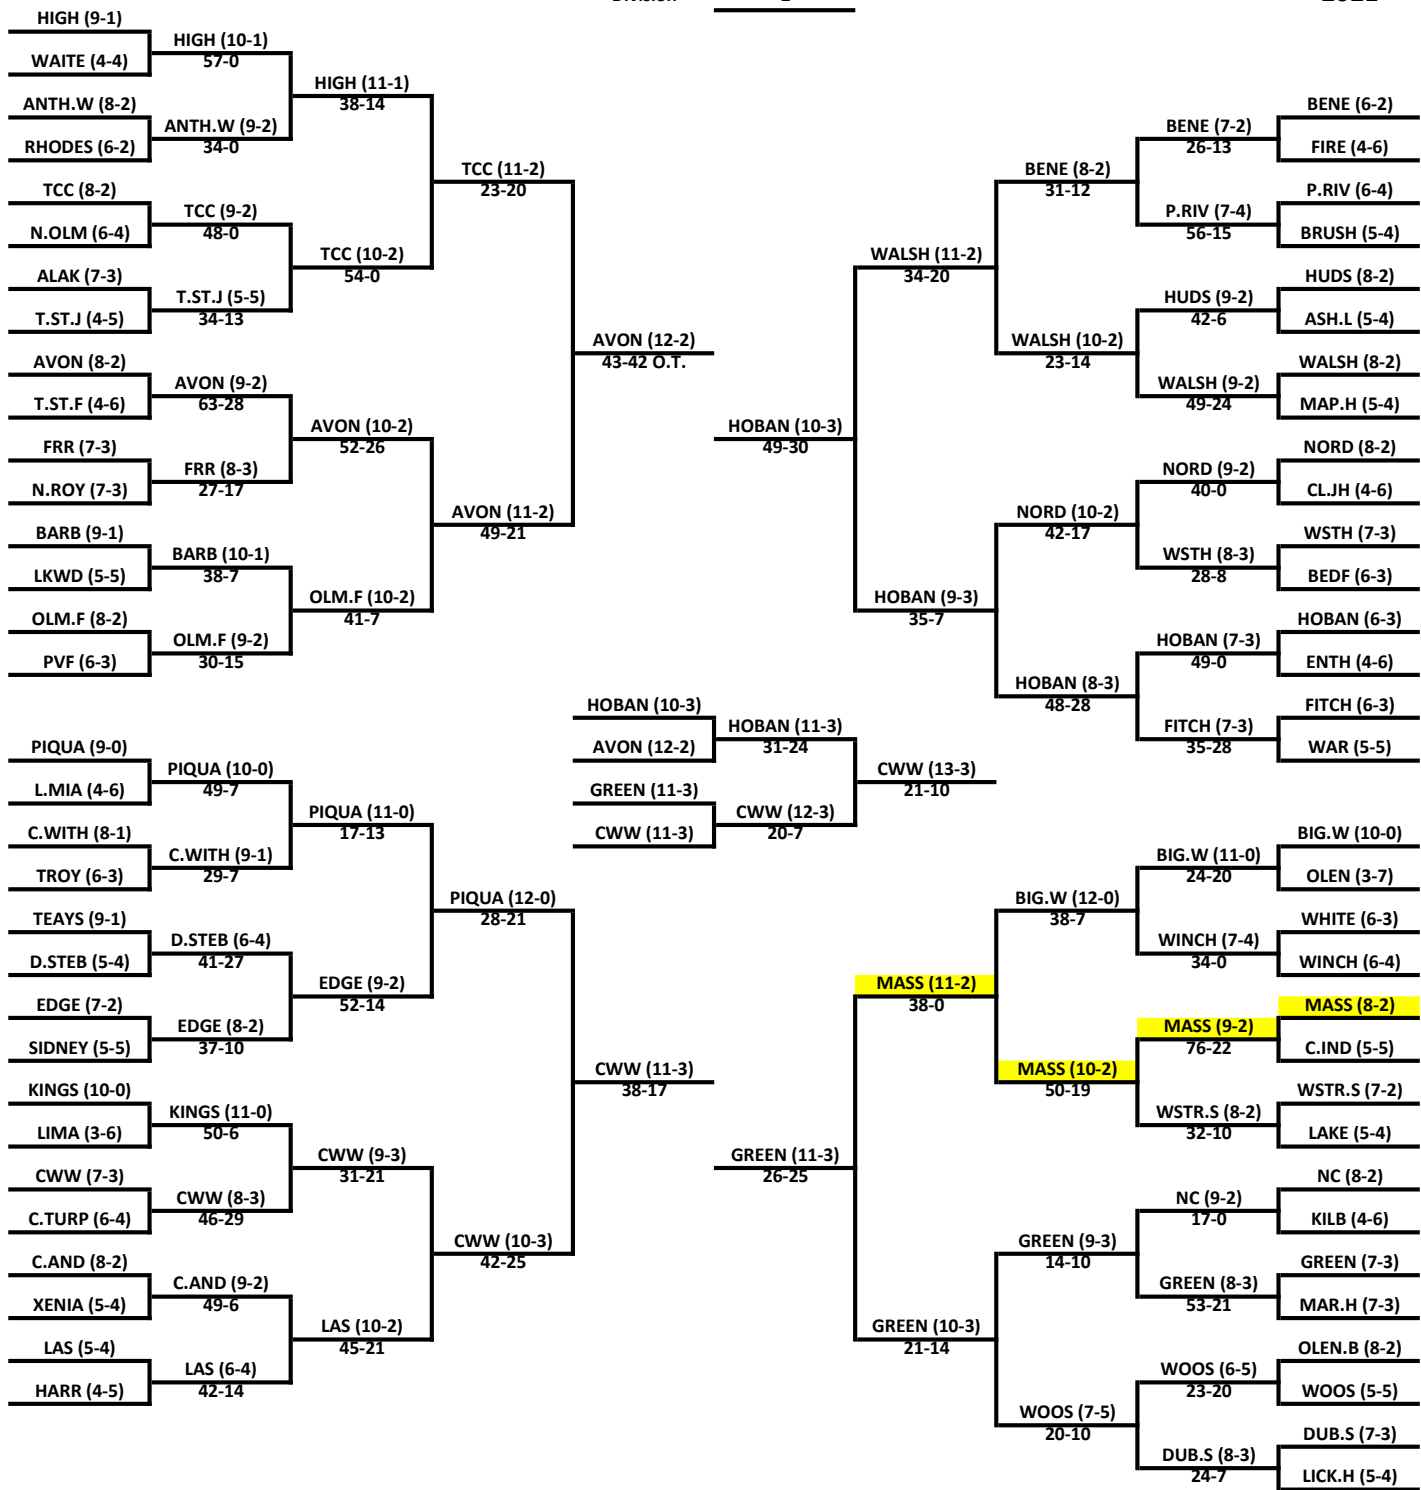 Division
HIGH (9-1)
WAITE (4-4)
ANTH.W (8-2)
RHODES (6-2)
TCC (8-2)
N.OLM (6-4)
ALAK (7-3)
T.ST.J (4-5)
AVON (8-2)
T.ST.F (4-6)
FRR (7-3)
N.ROY (7-3)
BARB (9-1)
LKWD (5-5)
OLM.F (8-2)
PVF (6-3)
HIGH (10-1)
57-0
ANTH.W (9-2)
34-0
TCC (9-2)
48-0
T.ST.J (5-5)
34-13
AVON (9-2)
63-28
FRR (8-3)
27-17
BARB (10-1)
38-7
OLM.F (9-2)
30-15
HIGH (11-1)
38-14
TCC (10-2)
54-0
AVON (10-2)
52-26
OLM.F (10-2)
41-7
TCC (11-2)
23-20
AVON (11-2)
49-21
AVON (12-2)
43-42 O.T.
PIQUA (9-0)
L.MIA (4-6)
C.WITH (8-1)
TROY (6-3)
TEAYS (9-1)
D.STEB (5-4)
EDGE (7-2)
SIDNEY (5-5)
KINGS (10-0)
LIMA (3-6)
CWW (7-3)
C.TURP (6-4)
C.AND (8-2)
XENIA (5-4)
LAS (5-4)
HARR (4-5)
PIQUA (10-0)
49-7
C.WITH (9-1)
29-7
D.STEB (6-4)
41-27
EDGE (8-2)
37-10
KINGS (11-0)
50-6
CWW (8-3)
46-29
C.AND (9-2)
49-6
LAS (6-4)
42-14
PIQUA (11-0)
17-13
EDGE (9-2)
52-14
CWW (9-3)
31-21
LAS (10-2)
45-21
PIQUA (12-0)
28-21
CWW (10-3)
42-25
CWW (11-3)
38-17
HOBAN (10-3)
AVON (12-2)
GREEN (11-3)
CWW (11-3)
HOBAN (11-3)
31-24
CWW (12-3)
20-7
CWW (13-3)
21-10
HOBAN (10-3)
49-30
WALSH (11-2)
34-20
HOBAN (9-3)
35-7
BENE (8-2)
31-12
WALSH (10-2)
23-14
NORD (10-2)
42-17
HOBAN (8-3)
48-28
BENE (7-2)
26-13
P.RIV (7-4)
56-15
HUDS (9-2)
42-6
WALSH (9-2)
49-24
NORD (9-2)
40-0
WSTH (8-3)
28-8
HOBAN (7-3)
49-0
FITCH (7-3)
35-28
BENE (6-2)
FIRE (4-6)
P.RIV (6-4)
BRUSH (5-4)
HUDS (8-2)
ASH.L (5-4)
WALSH (8-2)
MAP.H (5-4)
NORD (8-2)
CL.JH (4-6)
WSTH (7-3)
BEDF (6-3)
HOBAN (6-3)
ENTH (4-6)
FITCH (6-3)
WAR (5-5)
GREEN (11-3)
26-25
MASS (11-2)
38-0
GREEN (10-3)
21-14
BIG.W (12-0)
38-7
MASS (10-2)
50-19
GREEN (9-3)
14-10
WOOS (7-5)
20-10
BIG.W (11-0)
24-20
WINCH (7-4)
34-0
MASS (9-2)
76-22
WSTR.S (8-2)
32-10
NC (9-2)
17-0
GREEN (8-3)
53-21
WOOS (6-5)
23-20
DUB.S (8-3)
24-7
BIG.W (10-0)
OLEN (3-7)
WHITE (6-3)
WINCH (6-4)
MASS (8-2)
C.IND (5-5)
WSTR.S (7-2)
LAKE (5-4)
NC (8-2)
KILB (4-6)
GREEN (7-3)
MAR.H (7-3)
OLEN.B (8-2)
WOOS (5-5)
DUB.S (7-3)
LICK.H (5-4)